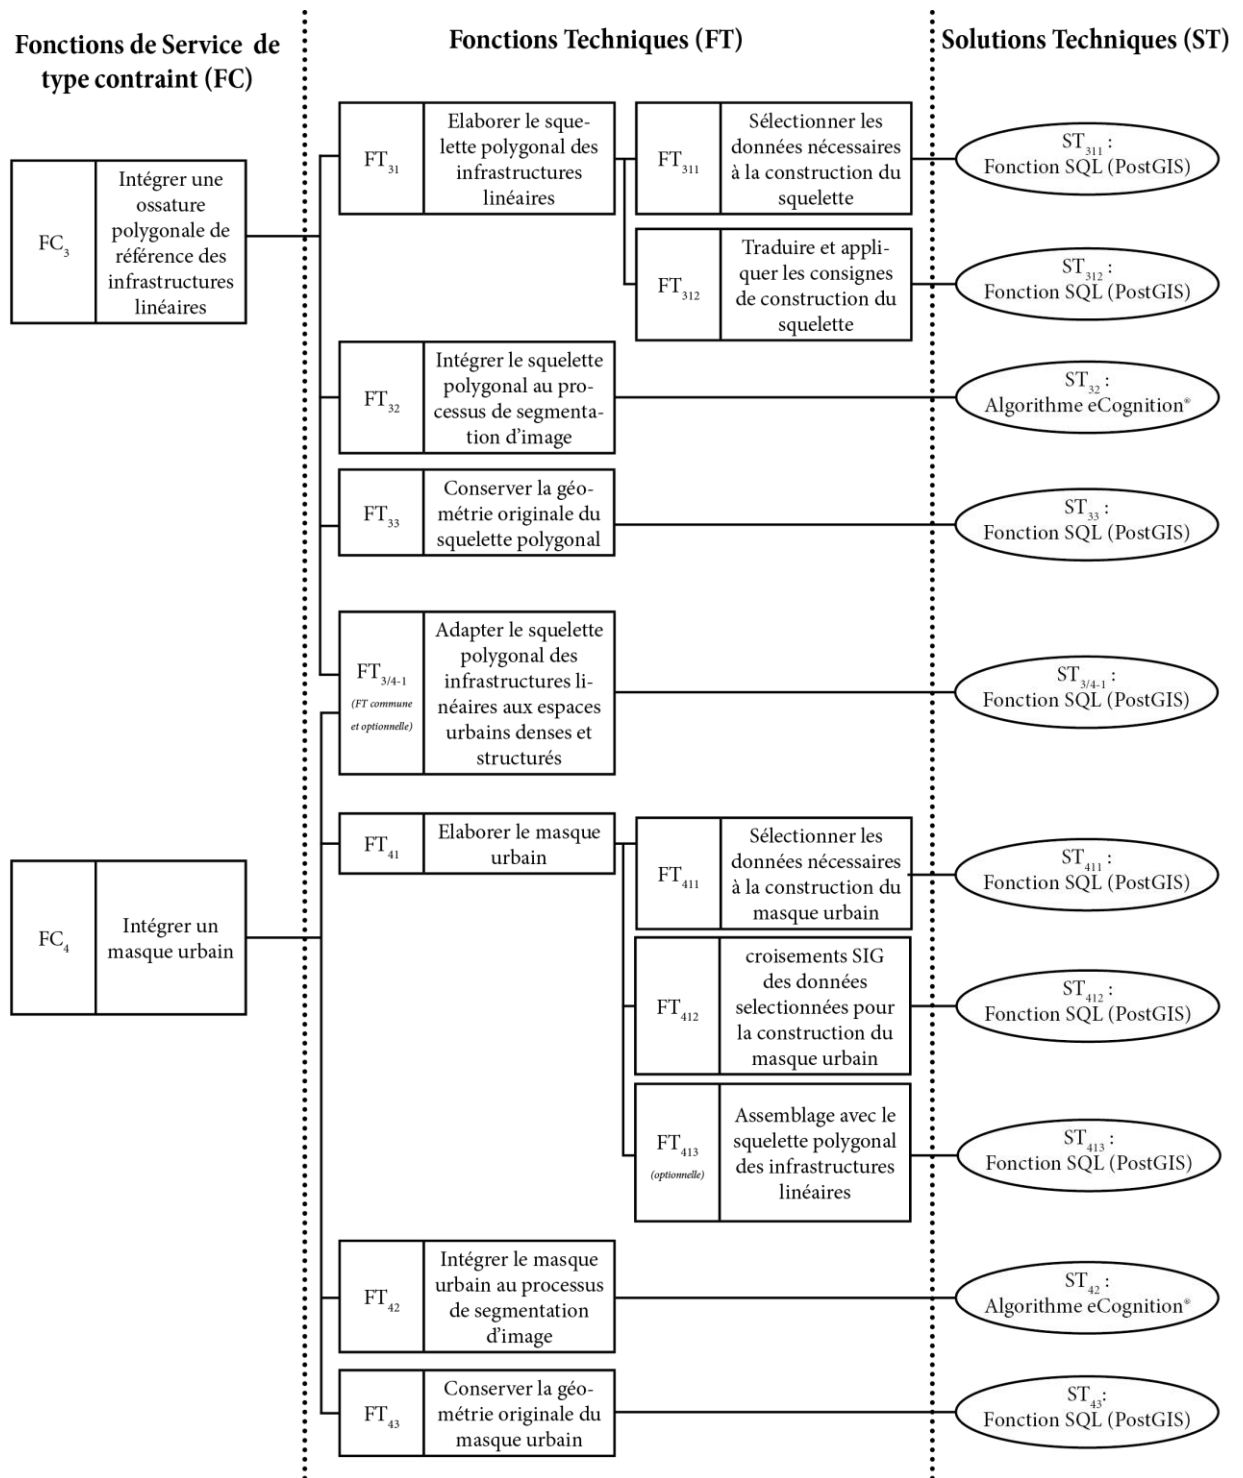 Fonctions de Service de
type contraint (FC)
Fonctions Techniques (FT)
Solutions Techniques (ST)
FC3
Intégrer une
ossature
polygonale de
référence des
infrastructures
linéaires
FT31
Elaborer le sque-
lette polygonal des
infrastructures
linéaires
FT311
Sélectionner les
données nécessaires
à la construction du
squelette
ST311 :
Fonction SQL (PostGIS)
FT312
Traduire et appli-
quer les consignes
de construction du
squelette
ST312 :
Fonction SQL (PostGIS)
FT32
Intégrer le squelette
polygonal au pro-
cessus de segmenta-
tion d'image
ST32 :
Algorithme eCognition®
FT33
Conserver la géo-
métrie originale du
squelette polygonal
ST33 :
Fonction SQL (PostGIS)
FT3/4-1
(FT commune
et optionnelle)
Adapter le squelette
polygonal des
infrastructures li-
néaires aux espaces
urbains denses et
structurés
ST3/4-1 :
Fonction SQL (PostGIS)
FC4
Intégrer un
masque urbain
FT41
Elaborer le masque
urbain
FT411
Sélectionner les
données nécessaires
à la construction du
masque urbain
ST411 :
Fonction SQL (PostGIS)
FT412
croisements SIG
des données
selectionnées pour
la construction du
masque urbain
ST412 :
Fonction SQL (PostGIS)
FT413
(optionnelle)
Assemblage avec le
squelette polygonal
des infrastructures
linéaires
ST413 :
Fonction SQL (PostGIS)
FT42
Intégrer le masque
urbain au processus
de segmentation
d'image
ST42 :
Algorithme eCognition®
FT43
Conserver la géo-
métrie originale du
masque urbain
ST43:
Fonction SQL (PostGIS)